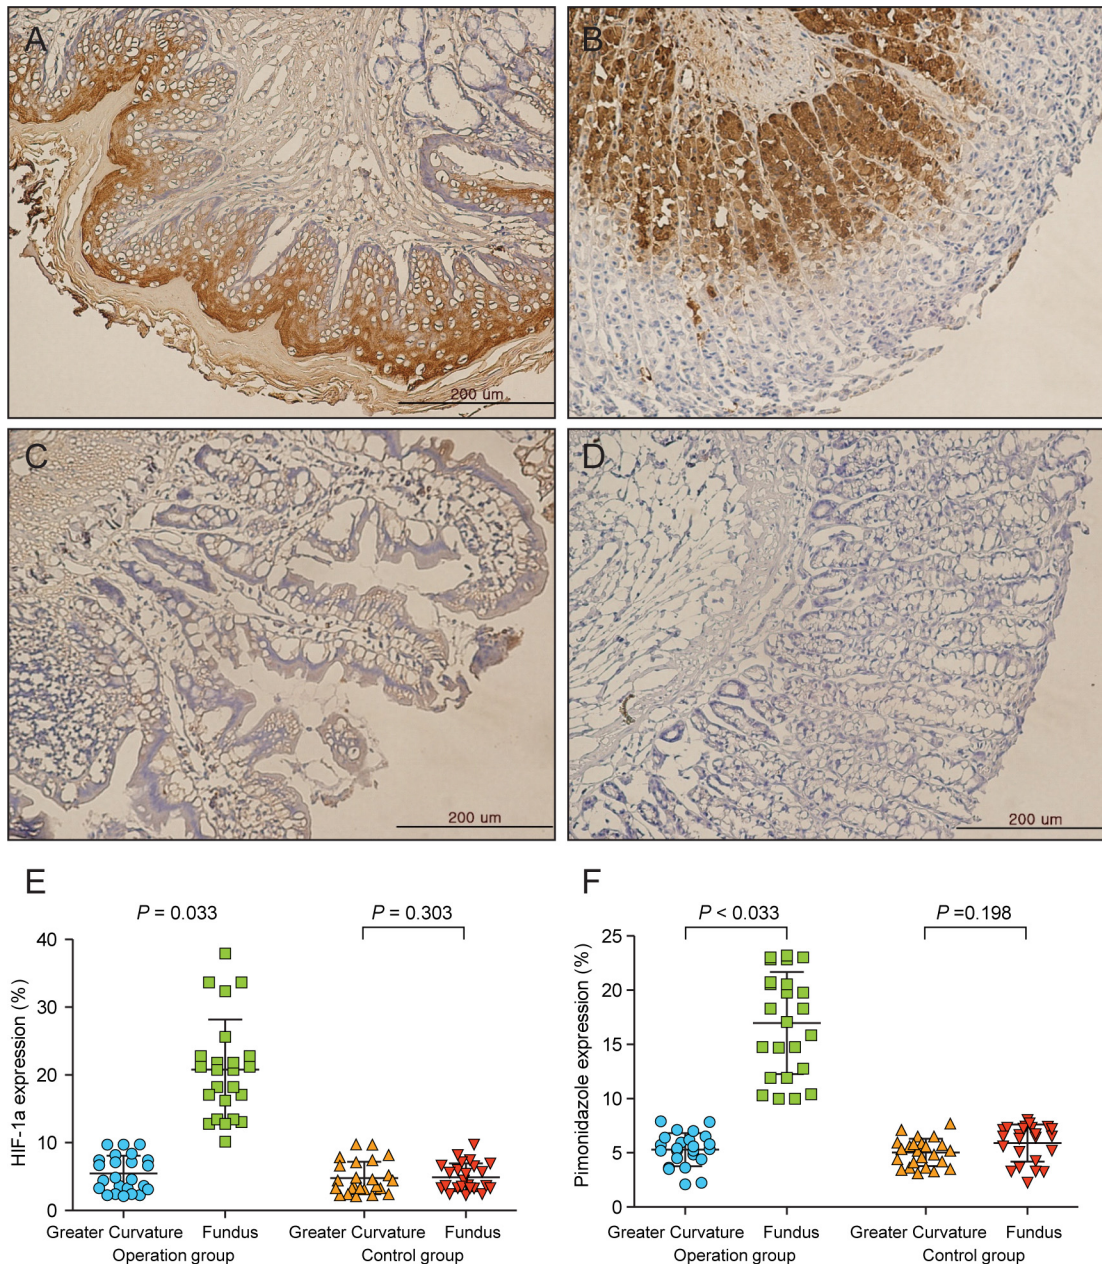 A
B
200 um
C
D
200 um
200 um
E
F
P = 0.033
P = 0.303
P < 0.033
P =0.198
HIF-1a expression (%)
40
30
20
10
0
Pimonidazole expression (%)
25
20
15
10
5
0
Greater Curvature
Fundus
Greater Curvature
Fundus
Operation group
Control group
Greater Curvature
Fundus
Greater Curvature
Fundus
Operation group
Control group